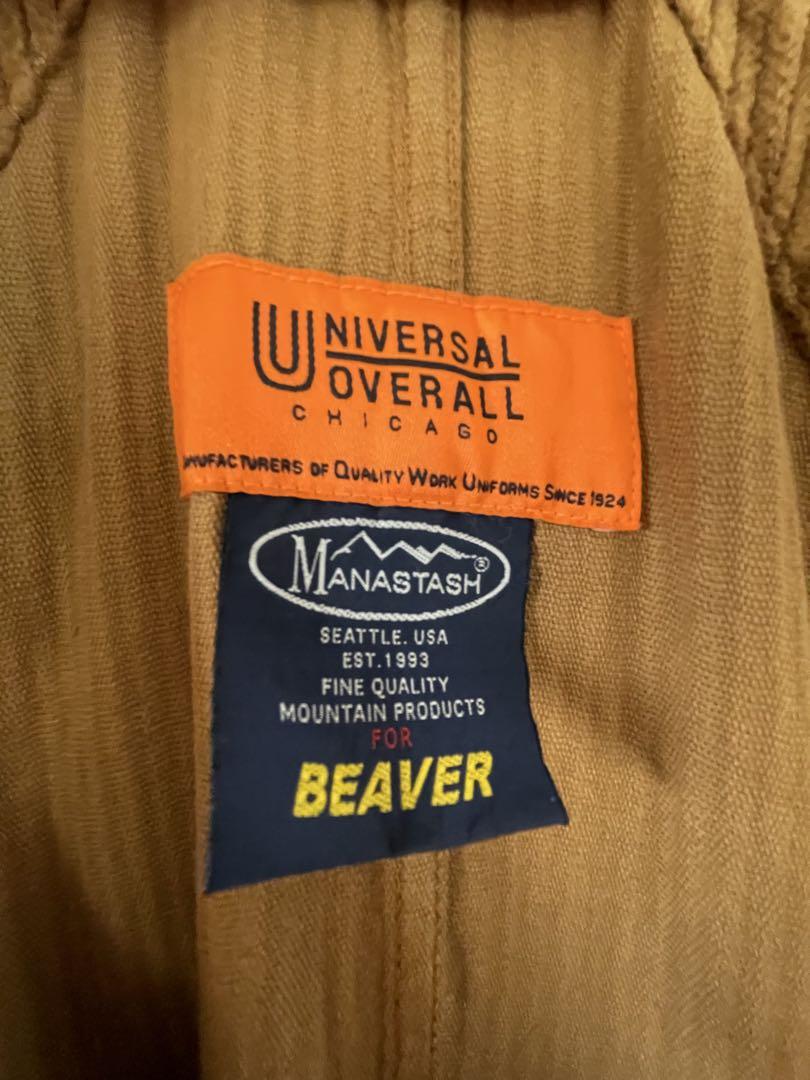 UNIVERSAL
OVERALL
CHICAGO
MANUFACTURERS OF QUALITY WORK UNIFORMS SINCE 1924
MANASTASH®
SEATTLE. USA
EST.1993
FINE QUALITY
MOUNTAIN PRODUCTS
FOR
BEAVER